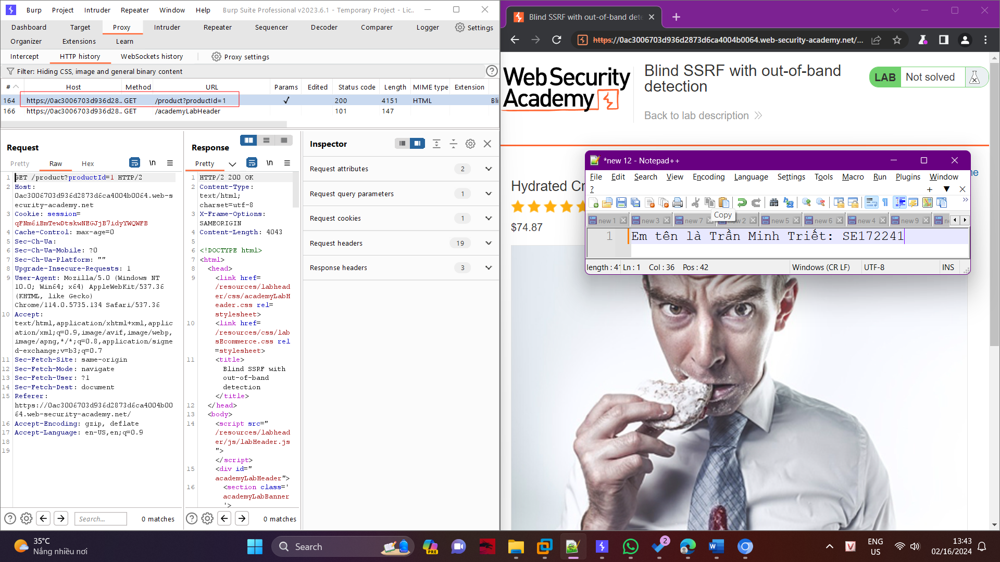 Burp Project Intruder Repeater Window Help Burp Suite Professional v2023.6.1 - Temporary Project - Lic...
Dashboard Target Proxy Intruder Repeater Sequencer Decoder Comparer Logger Settings
Organizer Extensions Learn
Intercept HTTP history WebSockets history Proxy settings
Filter: Hiding CSS, image and general binary content
# Host Method URL Params Edited Status code Length MIME type Extension
164 https://0ac3006703d936d28... GET /product?productId=1 ✓ 200 4151 HTML Bli
166 https://0ac3006703d936d28... GET /academyLabHeader 101 147
Request
Pretty Raw Hex \n
1 GET /product?productId=1 HTTP/2
2 Host:
0ac3006703d936d2873d6ca4004b0064.web-s
ecurity-academy.net
3 Cookie: session=
qFNm6iBmTewDtskwNEGJjB7idyYWQWFB
4 Cache-Control: max-age=0
5 Sec-Ch-Ua:
6 Sec-Ch-Ua-Mobile: ?0
7 Sec-Ch-Ua-Platform: ""
8 Upgrade-Insecure-Requests: 1
9 User-Agent: Mozilla/5.0 (Windows NT
10.0; Win64; x64) AppleWebKit/537.36
(KHTML, like Gecko)
Chrome/114.0.5735.134 Safari/537.36
10 Accept:
text/html,application/xhtml+xml,applic
ation/xml;q=0.9,image/avif,image/webp,
image/apng,*/*;q=0.8,application/signe
d-exchange;v=b3;q=0.7
11 Sec-Fetch-Site: same-origin
12 Sec-Fetch-Mode: navigate
13 Sec-Fetch-User: ?1
14 Sec-Fetch-Dest: document
15 Referer:
https://0ac3006703d936d2873d6ca4004b00
64.web-security-academy.net/
16 Accept-Encoding: gzip, deflate
17 Accept-Language: en-US,en;q=0.9
18
19
Search... 0 matches
Response
Pretty \n
1 HTTP/2 200 OK
2 Content-Type:
text/html;
charset=utf-8
3 X-Frame-Options:
SAMEORIGIN
4 Content-Length: 4043
5
6 <!DOCTYPE html>
7 <html>
8 <head>
9 <link href=
/resources/labhead
er/css/academyLabH
eader.css rel=
stylesheet>
10 <link href=
/resources/css/lab
sEcommerce.css rel
=stylesheet>
11 <title>
Blind SSRF with
out-of-band
detection
</title>
12 </head>
13 <body>
14 <script src="
/resources/labhead
er/js/labHeader.js
">
</script>
15 <div id="
academyLabHeader">
16 <section class='
academyLabBanner
'>
0 matches
Inspector
Request attributes 2
Request query parameters 1
Request cookies 1
Request headers 19
Response headers 3
Blind SSRF with out-of-band dete
https://0ac3006703d936d2873d6ca4004b0064.web-security-academy.net/...
Web Security
Academy
Blind SSRF with out-of-band
detection
Back to lab description
LAB Not solved
me
Hydrated Cr
$74.87
*new 12 - Notepad++
File Edit Search View Encoding Language Settings Tools Macro Run Plugins Window
?
Copy
new 1 new 3 new 7 new 2 new 5 new 6 new 4 new 9
1 Em tên là Trần Minh Triết: SE172241
length : 41 Ln : 1 Col : 36 Pos : 42 Windows (CR LF) UTF-8 INS
35°C
Nắng nhiều nơi
Search
PRE
2
V
ENG
US
13:43
02/16/2024